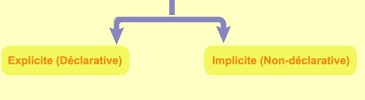 Explicite (Déclarative)
Implicite (Non-déclarative)